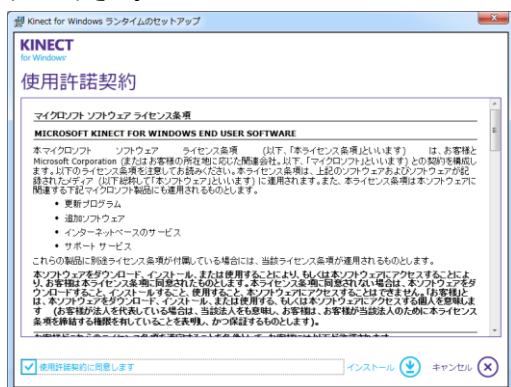 Kinect for Windows ランタイムのセットアップ
KINECT
for Windows
使用許諾契約
マイクロソフト ソフトウェア ライセンス条項
MICROSOFT KINECT FOR WINDOWS END USER SOFTWARE
本マイクロソフト ソフトウェア ライセンス条項 (以下、「本ライセンス条項」といいます) は、お客様と
Microsoft Corporation (またはお客様の所在地に応じた関連会社。以下、「マイクロソフト」といいます) との契約を構成し
ます。以下のライセンス条項を注意してお読みください。本ライセンス条項は、上記のソフトウェアおよびソフトウェアが記
録されたメディア (以下総称して「本ソフトウェア」といいます) に適用されます。また、本ライセンス条項は本ソフトウェアに
関連する下記マイクロソフト製品にも適用されるものとします。
• 更新プログラム
• 追加ソフトウェア
• インターネットベースのサービス
• サポート サービス
これらの製品に別途ライセンス条項が付属している場合には、当該ライセンス条項が適用されるものとします。
本ソフトウェアをダウンロード、インストール、または使用することにより、もしくは本ソフトウェアにアクセスすることによ
り、お客様は本ライセンス条項に同意されたものとします。本ライセンス条項に同意されない場合は、本ソフトウェアをダ
ウンロードすること、インストールすること、使用すること、本ソフトウェアにアクセスすることはできません。「お客様」と
は、本ソフトウェアをダウンロード、インストール、または使用する、もしくは本ソフトウェアにアクセスする個人を意味しま
す (お客様が法人を代表している場合は、当該法人をも意味し、お客様が当該法人のために本ライセンス
条項を締結する権限を有していることを表明し、かつ保証するものとします)。
使用許諾契約に同意します
インストール
キャンセル